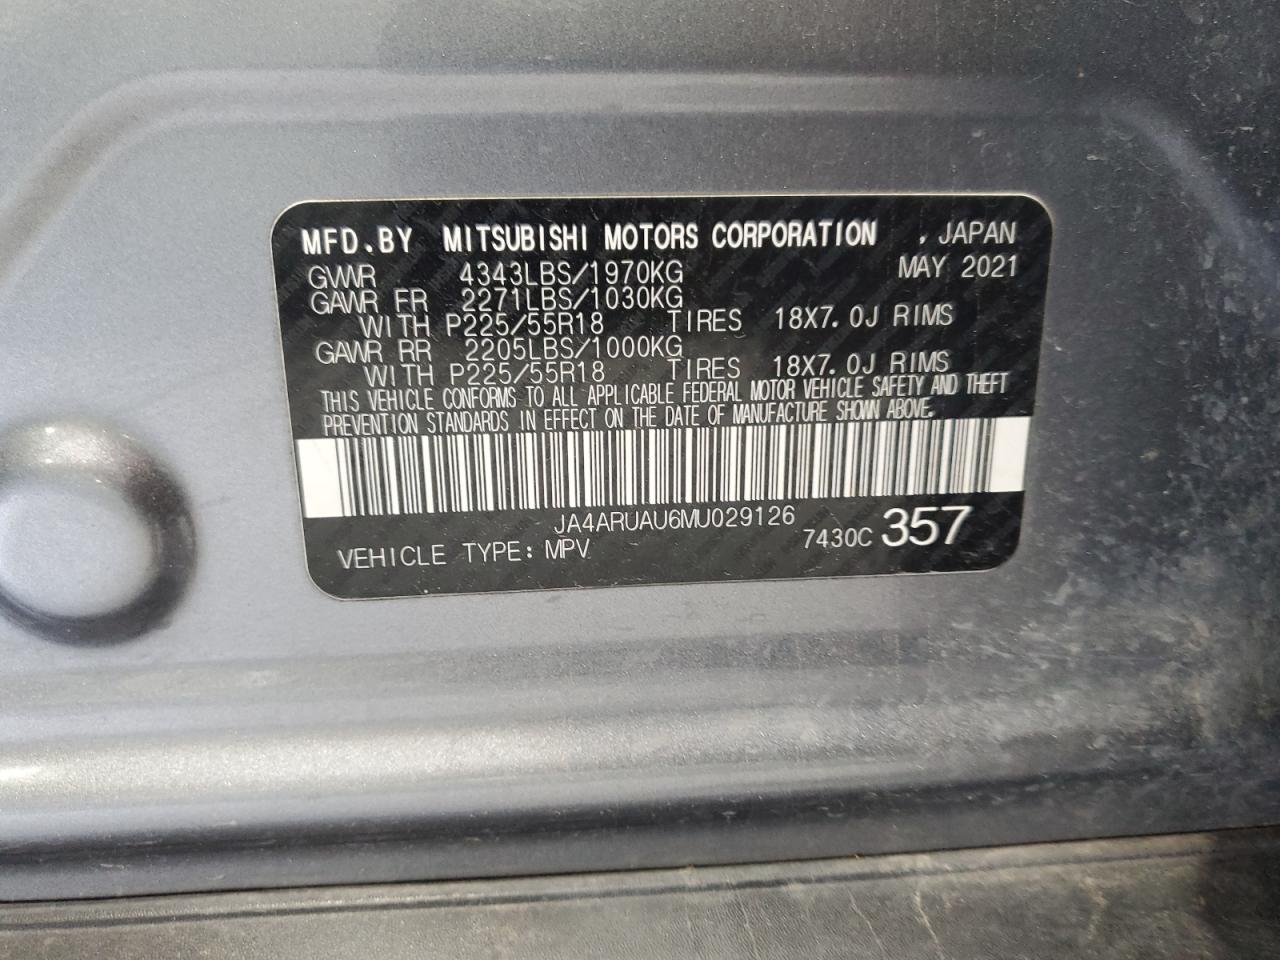 MFD.BY MITSUBISHI MOTORS CORPORATION , JAPAN
GWR 4343LBS/1970KG MAY 2021
GAWR FR 2271LBS/1030KG
WITH P225/55R18 TIRES 18X7.0J RIMS
GAWR RR 2205LBS/1000KG
WITH P225/55R18 TIRES 18X7.0J RIMS
THIS VEHICLE CONFORMS TO ALL APPLICABLE FEDERAL MOTOR VEHICLE SAFETY AND THEFT
PREVENTION STANDARDS IN EFFECT ON THE DATE OF MANUFACTURE SHOWN ABOVE.
JA4ARUAU6MU029126
VEHICLE TYPE: MPV 7430C 357